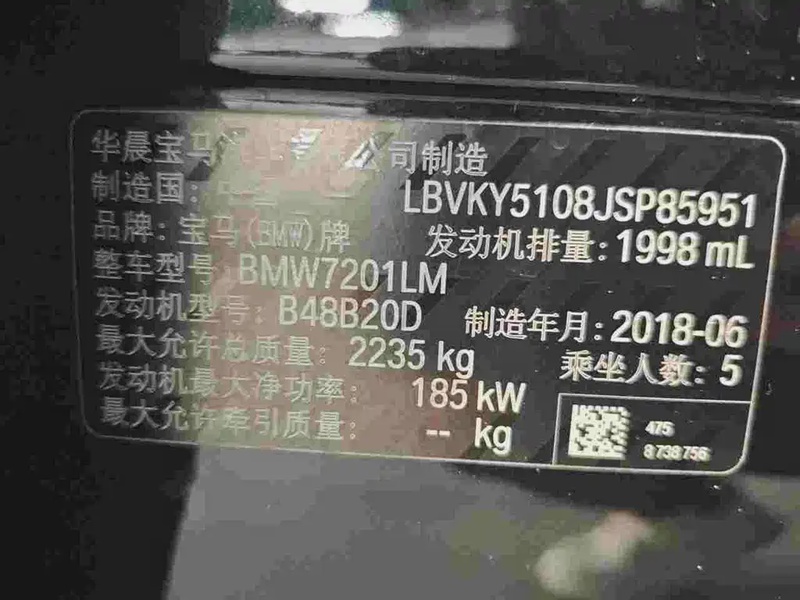 华晨宝马 公司制造
制造国: LBVKY5108JSP85951
品牌: 宝马(BMW)牌 发动机排量: 1998 mL
整车型号: BMW7201LM
发动机型号: B48B20D 制造年月: 2018-06
最大允许总质量: 2235 kg 乘坐人数: 5
发动机最大净功率: 185 kW
最大允许牵引质量: -- kg
475
8738756